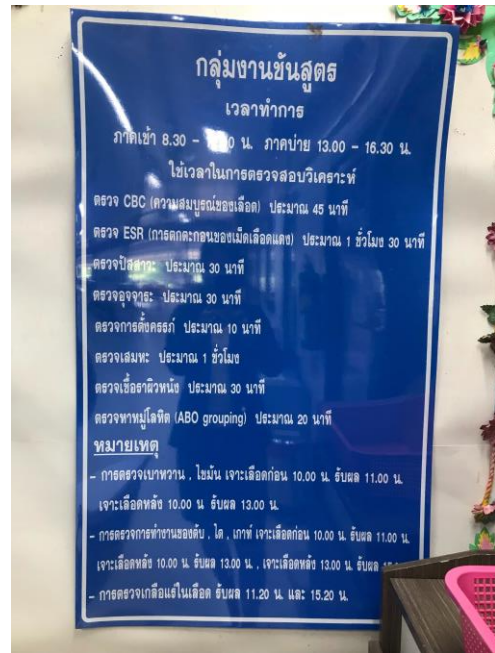 กลุ่มงานชันสูตร
เวลาทำการ
ภาคเช้า 8.30 - น. ภาคบ่าย 13.00 - 16.30 น.
ใช้เวลาในการตรวจสอบวิเคราะห์
ตรวจ CBC (ความสมบูรณ์ของเลือด) ประมาณ 45 นาที
ตรวจ ESR (การตกตะกอนของเม็ดเลือดแดง) ประมาณ 1 ชั่วโมง 30 นาที
ตรวจปัสสาวะ ประมาณ 30 นาที
ตรวจอุจจาระ ประมาณ 30 นาที
ตรวจการตั้งครรภ์ ประมาณ 10 นาที
ตรวจเสมหะ ประมาณ 1 ชั่วโมง
ตรวจเชื้อราผิวหนัง ประมาณ 30 นาที
ตรวจหาหมู่โลหิต (ABO grouping) ประมาณ 20 นาที
หมายเหตุ
- การตรวจเบาหวาน , ไขมัน เจาะเลือดก่อน 10.00 น. รับผล 11.00 น.
เจาะเลือดหลัง 10.00 น. รับผล 13.00 น.
- การตรวจการทำงานของตับ , ไต , เกาท์ เจาะเลือดก่อน 10.00 น. รับผล 11.00 น.
เจาะเลือดหลัง 10.00 น. รับผล 13.00 น. , เจาะเลือดหลัง 13.00 น. รับผล
- การตรวจเกลือแร่ในเลือด รับผล 11.20 น. และ 15.20 น.